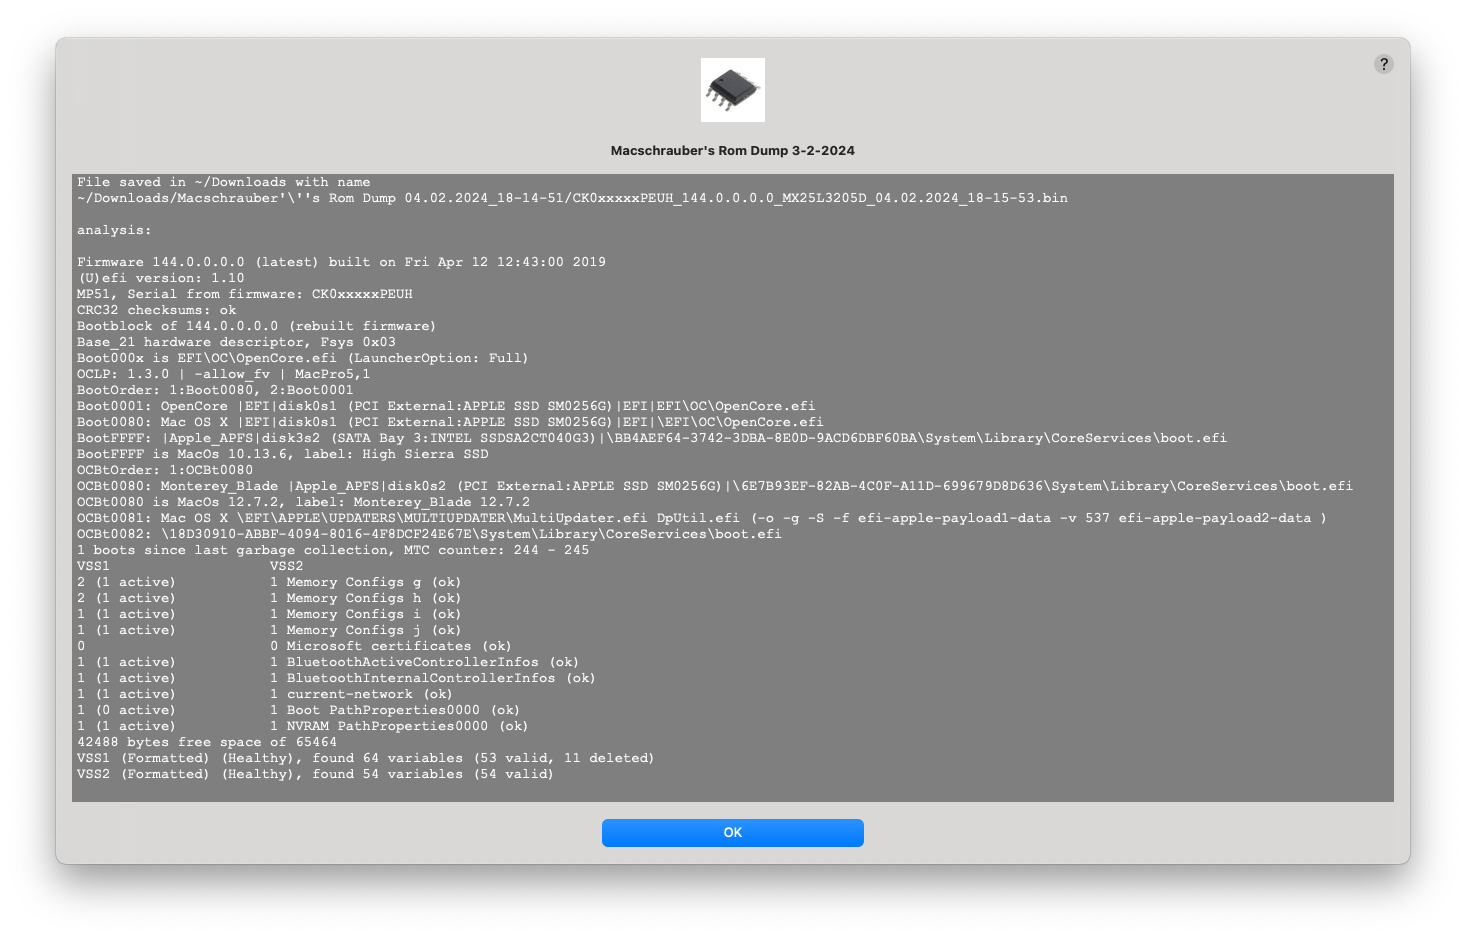 ?
Macschrauber's Rom Dump 3-2-2024
File saved in ~/Downloads with name
~/Downloads/Macschrauber'\''s Rom Dump 04.02.2024_18-14-51/CK0xxxxxPEUH_144.0.0.0.0_MX25L3205D_04.02.2024_18-15-53.bin
analysis:
Firmware 144.0.0.0.0 (latest) built on Fri Apr 12 12:43:00 2019
(U)efi version: 1.10
MP51, Serial from firmware: CK0xxxxxPEUH
CRC32 checksums: ok
Bootblock of 144.0.0.0.0 (rebuilt firmware)
Base_21 hardware descriptor, Fsys 0x03
Boot000x is EFI\OC\OpenCore.efi (LauncherOption: Full)
OCLP: 1.3.0 | -allow_fv | MacPro5,1
BootOrder: 1:Boot0080, 2:Boot0001
Boot0001: OpenCore |EFI|disk0s1 (PCI External:APPLE SSD SM0256G)|EFI|EFI\OC\OpenCore.efi
Boot0080: Mac OS X |EFI|disk0s1 (PCI External:APPLE SSD SM0256G)|EFI|\EFI\OC\OpenCore.efi
BootFFFF: |Apple_APFS|disk3s2 (SATA Bay 3:INTEL SSDSA2CT040G3)|\BB4AEF64-3742-3DBA-8E0D-9ACD6DBF60BA\System\Library\CoreServices\boot.efi
BootFFFF is MacOs 10.13.6, label: High Sierra SSD
OCBtOrder: 1:OCBt0080
OCBt0080: Monterey_Blade |Apple_APFS|disk0s2 (PCI External:APPLE SSD SM0256G)|\6E7B93EF-82AB-4C0F-A11D-699679D8D636\System\Library\CoreServices\boot.efi
OCBt0080 is MacOs 12.7.2, label: Monterey_Blade 12.7.2
OCBt0081: Mac OS X \EFI\APPLE\UPDATERS\MULTIUPDATER\MultiUpdater.efi DpUtil.efi (-o -g -S -f efi-apple-payload1-data -v 537 efi-apple-payload2-data )
OCBt0082: \18D30910-ABBF-4094-8016-4F8DCF24E67E\System\Library\CoreServices\boot.efi
1 boots since last garbage collection, MTC counter: 244 - 245
VSS1 VSS2
2 (1 active) 1 Memory Configs g (ok)
2 (1 active) 1 Memory Configs h (ok)
1 (1 active) 1 Memory Configs i (ok)
1 (1 active) 1 Memory Configs j (ok)
0 0 Microsoft certificates (ok)
1 (1 active) 1 BluetoothActiveControllerInfos (ok)
1 (1 active) 1 BluetoothInternalControllerInfos (ok)
1 (1 active) 1 current-network (ok)
1 (0 active) 1 Boot PathProperties0000 (ok)
1 (1 active) 1 NVRAM PathProperties0000 (ok)
42488 bytes free space of 65464
VSS1 (Formatted) (Healthy), found 64 variables (53 valid, 11 deleted)
VSS2 (Formatted) (Healthy), found 54 variables (54 valid)
OK